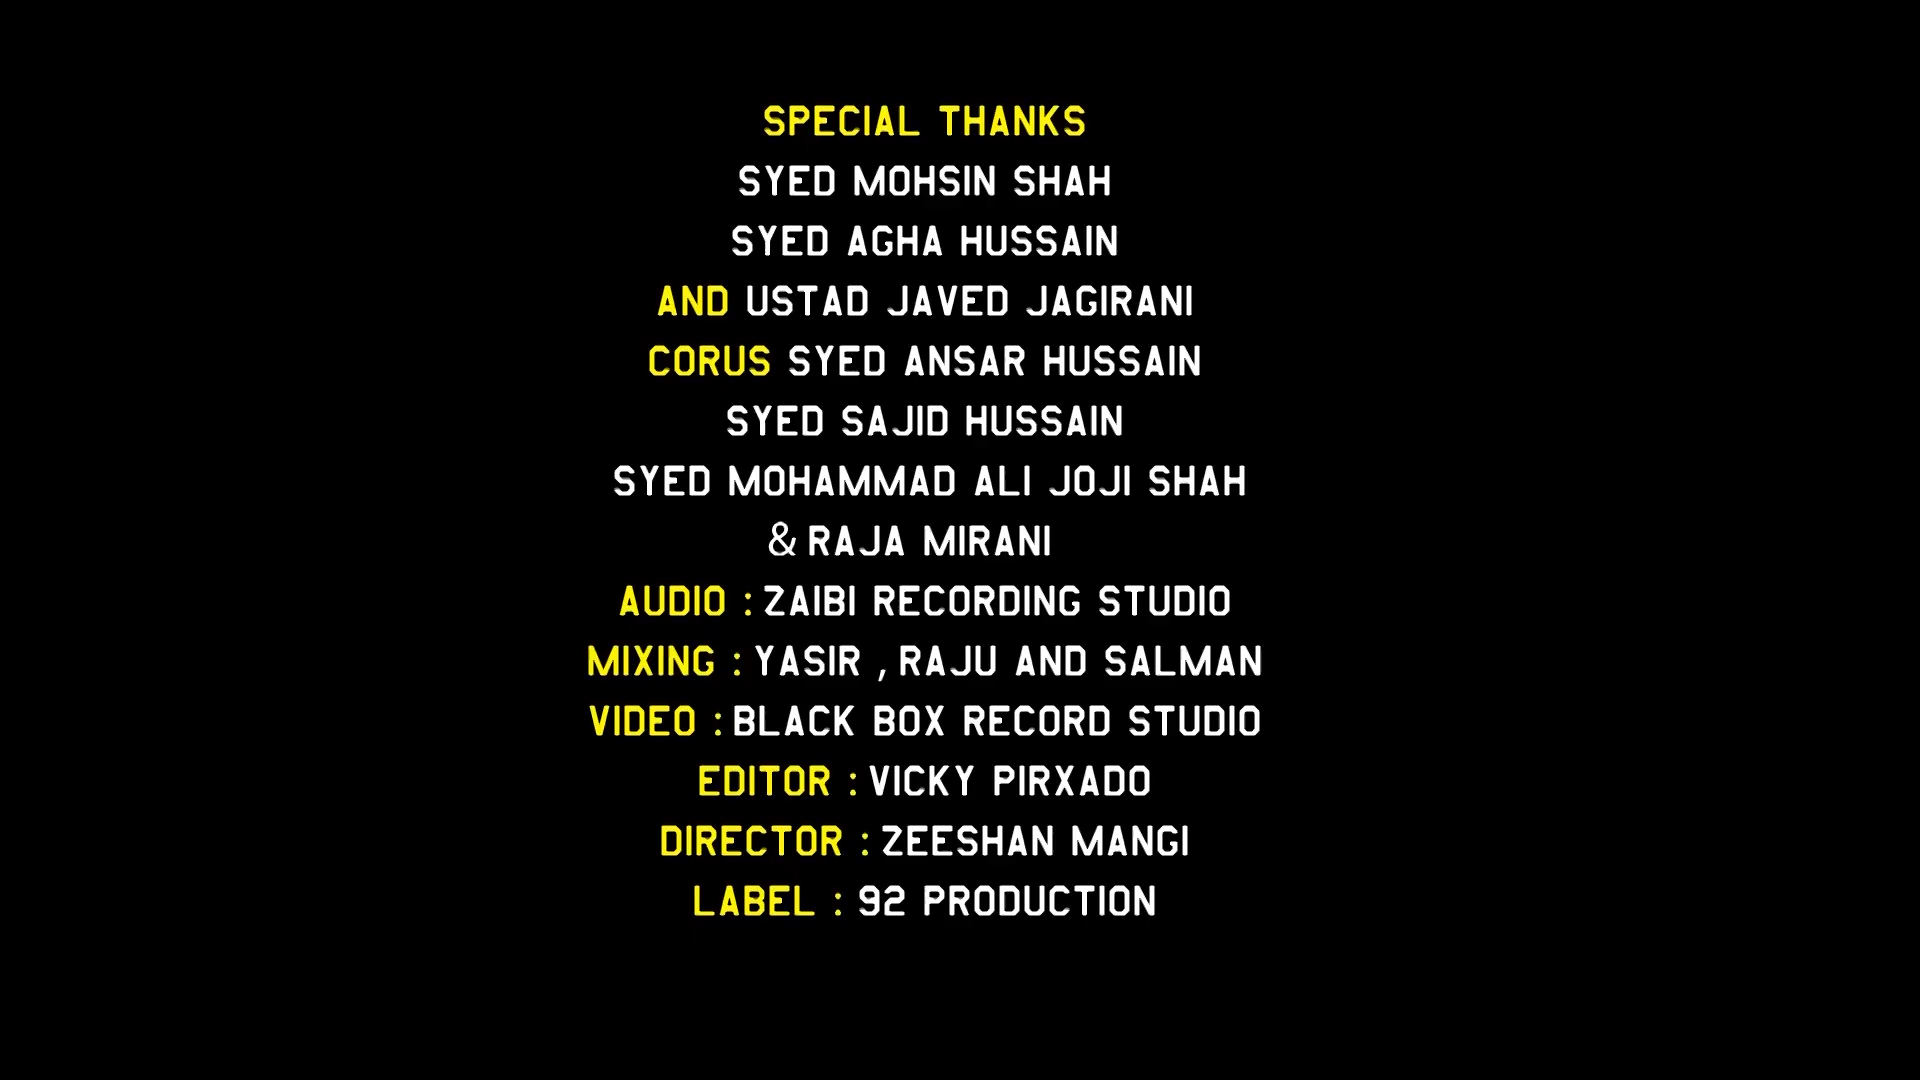 SPECIAL THANKS
SYED MOHSIN SHAH
SYED AGHA HUSSAIN
AND USTAD JAVED JAGIRANI
CORUS SYED ANSAR HUSSAIN
SYED SAJID HUSSAIN
SYED MOHAMMAD ALI JOJI SHAH
& RAJA MIRANI
AUDIO : ZAIBI RECORDING STUDIO
MIXING : YASIR , RAJU AND SALMAN
VIDEO : BLACK BOX RECORD STUDIO
EDITOR : VICKY PIRXADO
DIRECTOR : ZEESHAN MANGI
LABEL : 92 PRODUCTION